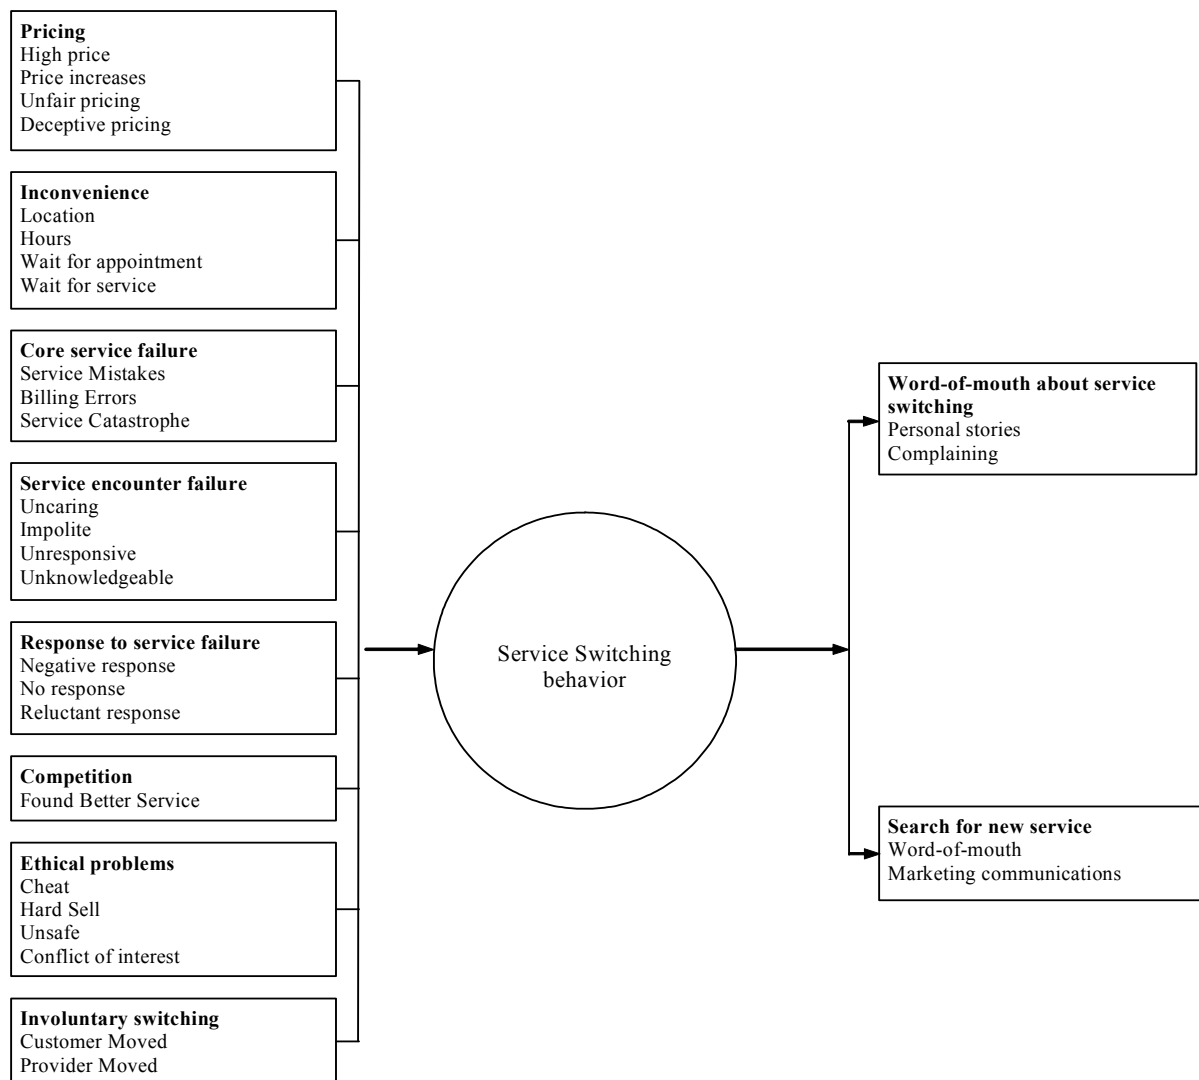 Pricing
High price
Price increases
Unfair pricing
Deceptive pricing
Inconvenience
Location
Hours
Wait for appointment
Wait for service
Core service failure
Service Mistakes
Billing Errors
Service Catastrophe
Service encounter failure
Uncaring
Impolite
Unresponsive
Unknowledgeable
Response to service failure
Negative response
No response
Reluctant response
Competition
Found Better Service
Ethical problems
Cheat
Hard Sell
Unsafe
Conflict of interest
Involuntary switching
Customer Moved
Provider Moved
Service Switching
behavior
Word-of-mouth about service
switching
Personal stories
Complaining
Search for new service
Word-of-mouth
Marketing communications